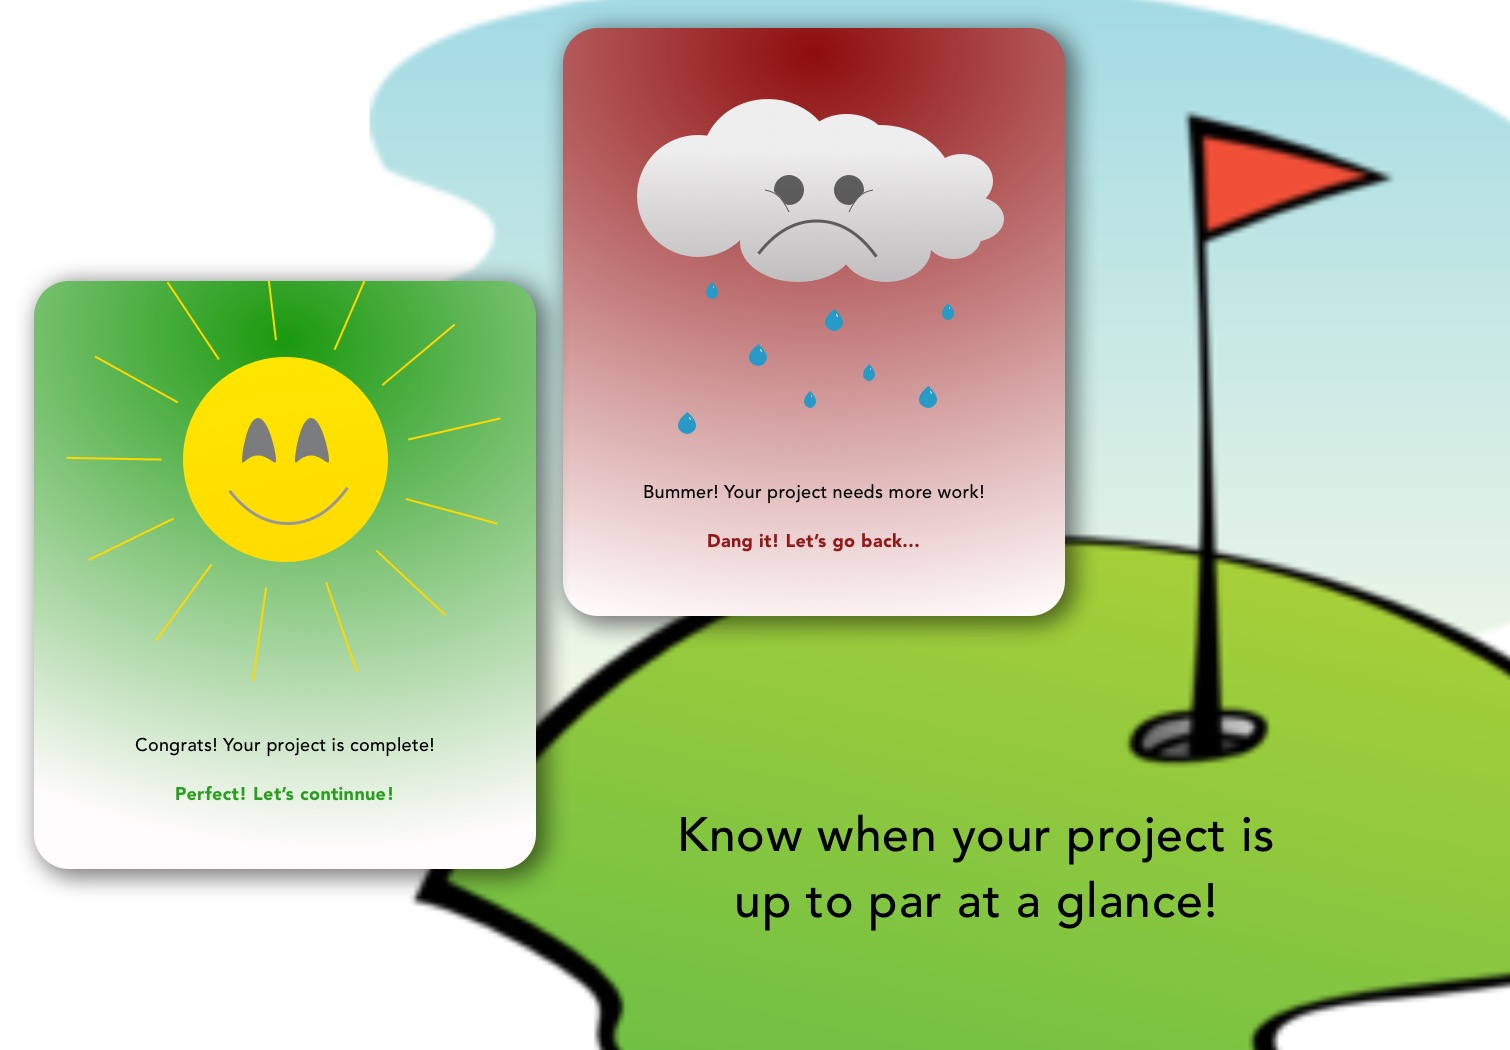 Bummer! Your project needs more work!
Dang it! Let’s go back...
Congrats! Your project is complete!
Perfect! Let’s continnue!
Know when your project is
up to par at a glance!